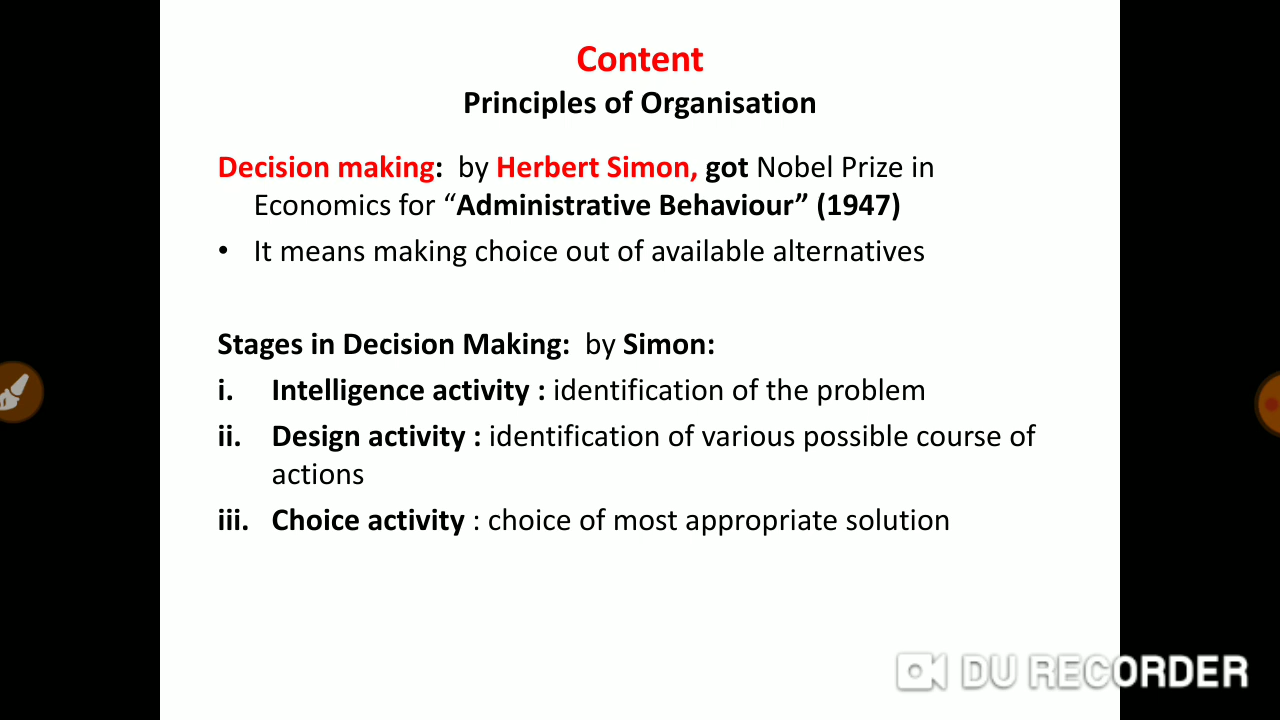 Content
Principles of Organisation
Decision making: by Herbert Simon, got Nobel Prize in
Economics for “Administrative Behaviour” (1947)
• It means making choice out of available alternatives
Stages in Decision Making: by Simon:
i. Intelligence activity : identification of the problem
ii. Design activity : identification of various possible course of
actions
iii. Choice activity : choice of most appropriate solution
DU RECORDER